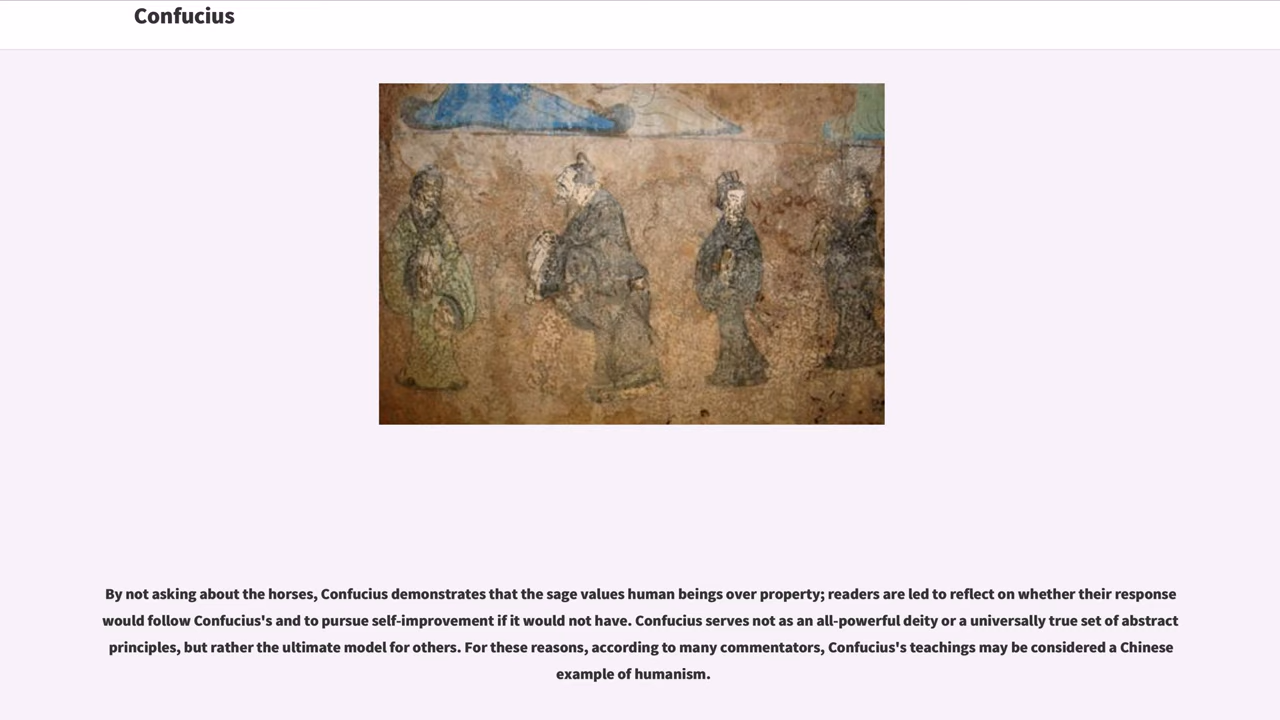 Confucius
By not asking about the horses, Confucius demonstrates that the sage values human beings over property; readers are led to reflect on whether their response
would follow Confucius's and to pursue self-improvement if it would not have. Confucius serves not as an all-powerful deity or a universally true set of abstract
principles, but rather the ultimate model for others. For these reasons, according to many commentators, Confucius's teachings may be considered a Chinese
example of humanism.